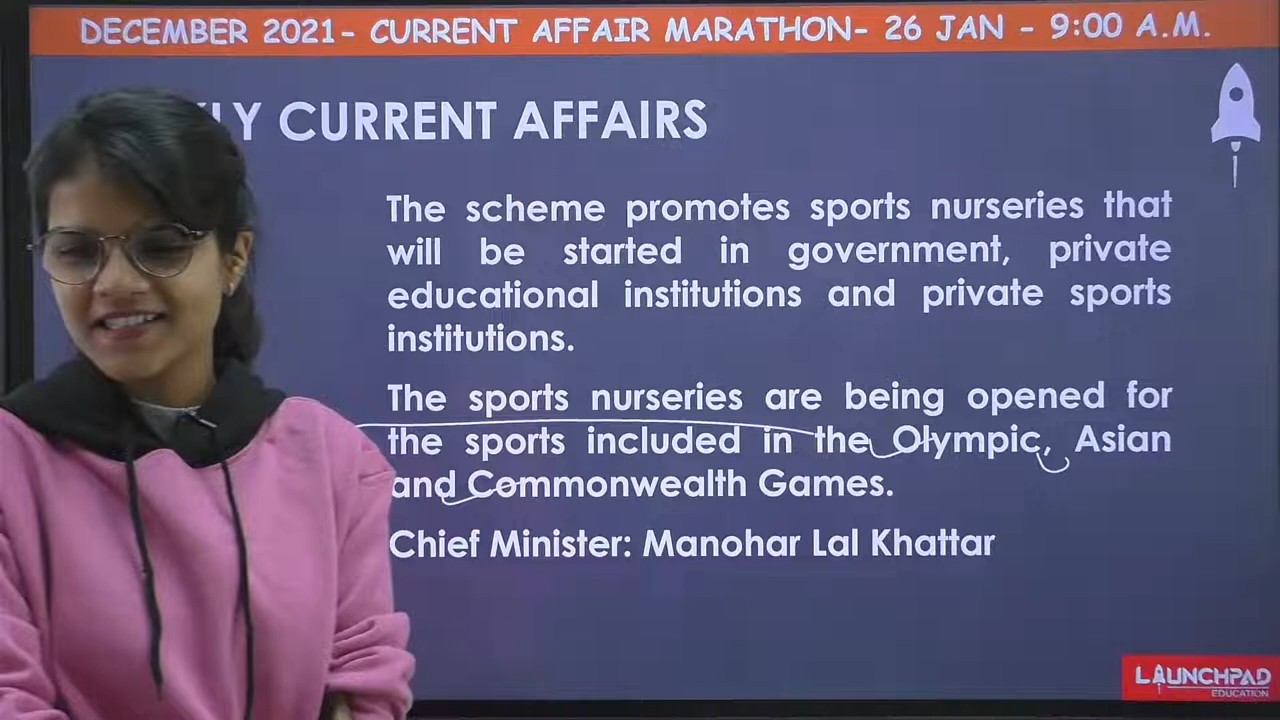 DECEMBER 2021- CURRENT AFFAIR MARATHON- 26 JAN - 9:00 A.M.
LY CURRENT AFFAIRS
The scheme promotes sports nurseries that
will be started in government, private
educational institutions and private sports
institutions.
The sports nurseries are being opened for
the sports included in the Olympic, Asian
and Commonwealth Games.
Chief Minister: Manohar Lal Khattar
LAUNCHPAD
EDUCATION